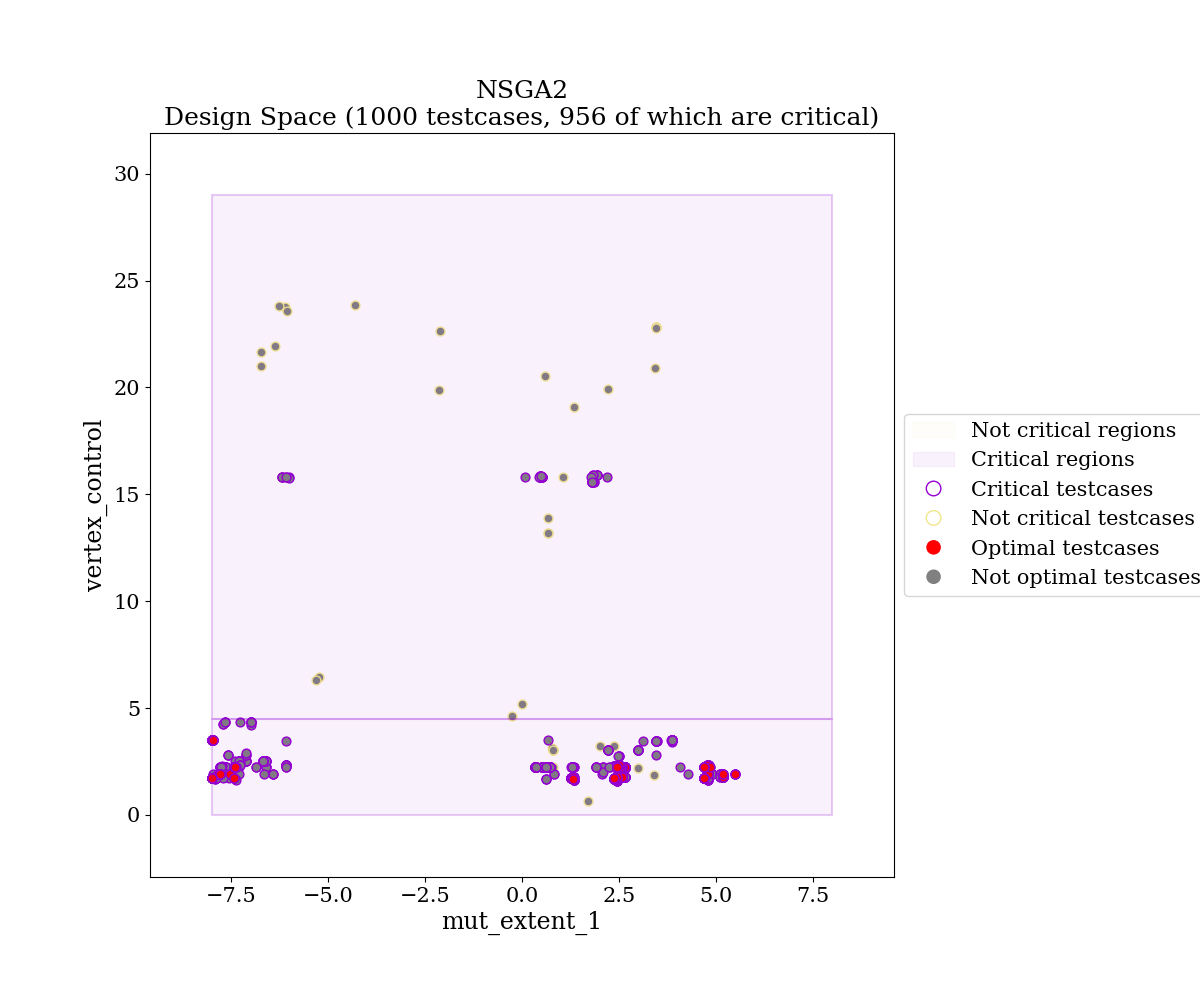 NSGA2
Design Space (1000 testcases, 956 of which are critical)
30
25
20
15
10
5
0
vertex_control
−7.5
−5.0
−2.5
0.0
2.5
5.0
7.5
mut_extent_1
Not critical regions
Critical regions
Critical testcases
Not critical testcases
Optimal testcases
Not optimal testcases